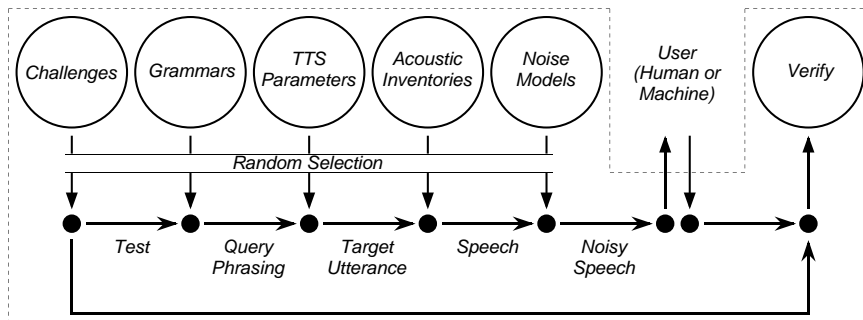 Challenges
Grammars
TTS
Parameters
Acoustic
Inventories
Noise
Models
User
(Human or
Machine)
Verify
Random Selection
Test
Query
Phrasing
Target
Utterance
Speech
Noisy
Speech